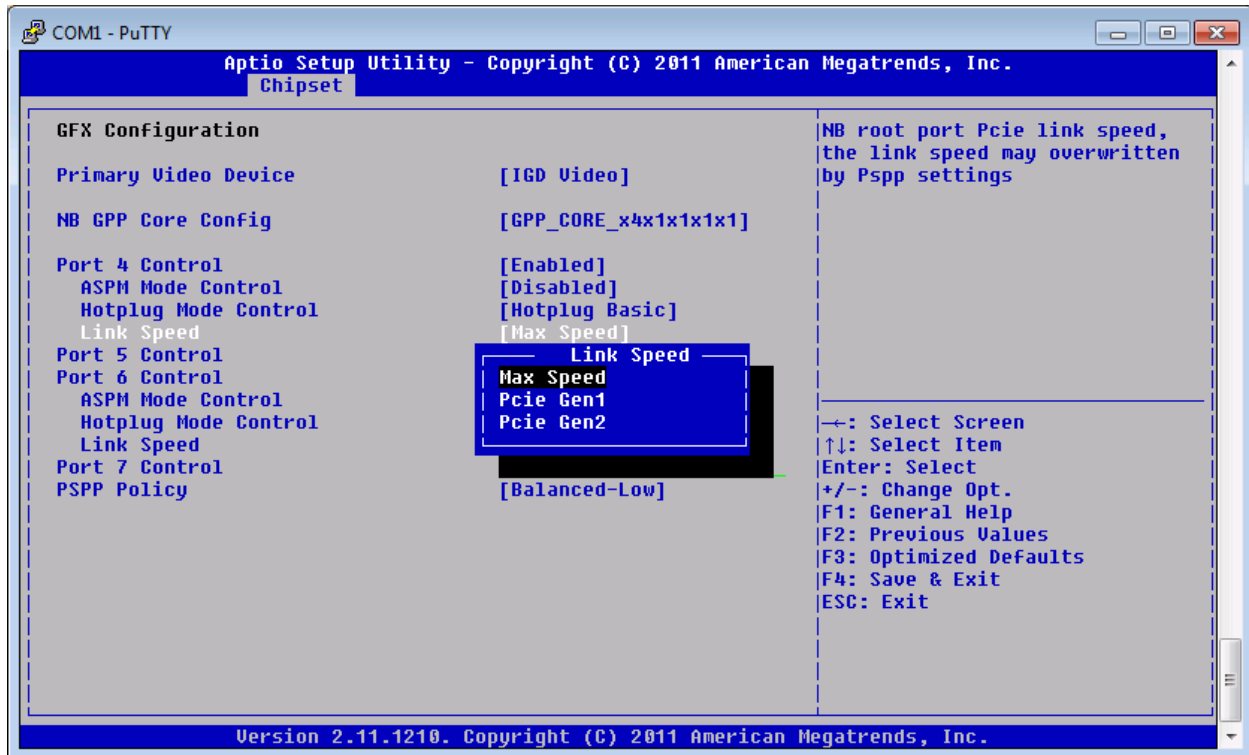 COM1 - PuTTY
Aptio Setup Utility - Copyright (C) 2011 American Megatrends, Inc.
Chipset
GFX Configuration
Primary Video Device [IGD Video]
NB GPP Core Config [GPP_CORE_x4x1x1x1x1]
Port 4 Control [Enabled]
ASPM Mode Control [Disabled]
Hotplug Mode Control [Hotplug Basic]
Link Speed [Max Speed]
Port 5 Control
Port 6 Control
ASPM Mode Control
Hotplug Mode Control
Link Speed
Port 7 Control
PSPP Policy [Balanced-Low]
Link Speed
Max Speed
Pcie Gen1
Pcie Gen2
NB root port Pcie link speed,
the link speed may overwritten
by Pspp settings
→←: Select Screen
↑↓: Select Item
Enter: Select
+/-: Change Opt.
F1: General Help
F2: Previous Values
F3: Optimized Defaults
F4: Save & Exit
ESC: Exit
Version 2.11.1210. Copyright (C) 2011 American Megatrends, Inc.